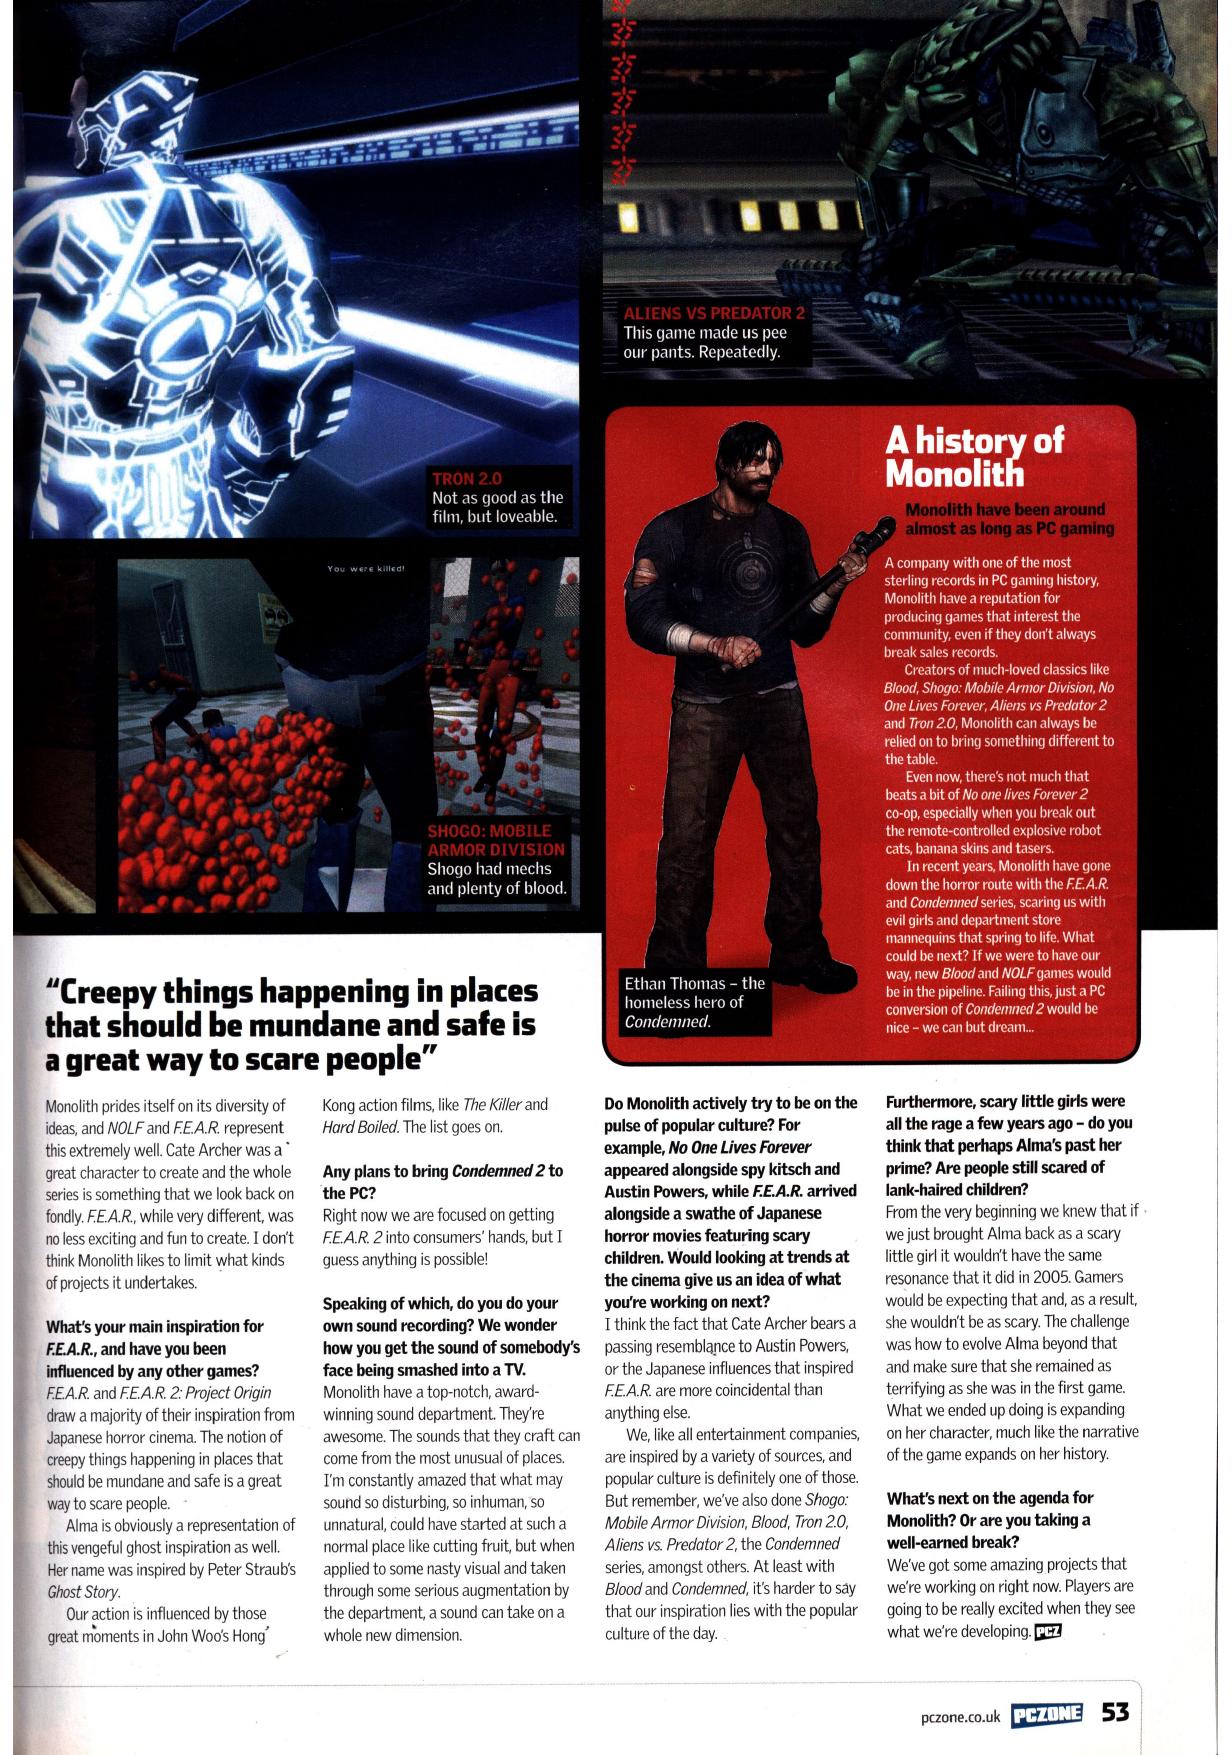 TRON 2.0
Not as good as the
film, but loveable.
ALIENS VS PREDATOR 2
This game made us pee
our pants. Repeatedly.
You were killed!
SHOGO: MOBILE
ARMOR DIVISION
Shogo had mechs
and plenty of blood.
A history of
Monolith
Monolith have been around
almost as long as PC gaming
A company with one of the most
sterling records in PC gaming history,
Monolith have a reputation for
producing games that interest the
community, even if they don't always
break sales records.
Creators of much-loved classics like
Blood, Shogo: Mobile Armor Division, No
One Lives Forever, Aliens vs Predator 2
and Tron 2.0, Monolith can always be
relied on to bring something different to
the table.
Even now, there's not much that
beats a bit of No one lives Forever 2
co-op, especially when you break out
the remote-controlled explosive robot
cats, banana skins and tasers.
In recent years, Monolith have gone
down the horror route with the F.E.A.R.
and Condemned series, scaring us with
evil girls and department store
mannequins that spring to life. What
could be next? If we were to have our
way, new Blood and NOLF games would
be in the pipeline. Failing this, just a PC
conversion of Condemned 2 would be
nice – we can but dream...
Ethan Thomas – the
homeless hero of
Condemned.
“Creepy things happening in places
that should be mundane and safe is
a great way to scare people”
Monolith prides itself on its diversity of
ideas, and NOLF and F.E.A.R. represent
this extremely well. Cate Archer was a
great character to create and the whole
series is something that we look back on
fondly. F.E.A.R., while very different, was
no less exciting and fun to create. I don't
think Monolith likes to limit what kinds
of projects it undertakes.
What's your main inspiration for
F.E.A.R., and have you been
influenced by any other games?
F.E.A.R. and F.E.A.R. 2: Project Origin
draw a majority of their inspiration from
Japanese horror cinema. The notion of
creepy things happening in places that
should be mundane and safe is a great
way to scare people.
Alma is obviously a representation of
this vengeful ghost inspiration as well.
Her name was inspired by Peter Straub's
Ghost Story.
Our action is influenced by those
great moments in John Woo's Hong
Kong action films, like The Killer and
Hard Boiled. The list goes on.
Any plans to bring Condemned 2 to
the PC?
Right now we are focused on getting
F.E.A.R. 2 into consumers' hands, but I
guess anything is possible!
Speaking of which, do you do your
own sound recording? We wonder
how you get the sound of somebody's
face being smashed into a TV.
Monolith have a top-notch, award-
winning sound department. They're
awesome. The sounds that they craft can
come from the most unusual of places.
I'm constantly amazed that what may
sound so disturbing, so inhuman, so
unnatural, could have started at such a
normal place like cutting fruit, but when
applied to some nasty visual and taken
through some serious augmentation by
the department, a sound can take on a
whole new dimension.
Do Monolith actively try to be on the
pulse of popular culture? For
example, No One Lives Forever
appeared alongside spy kitsch and
Austin Powers, while F.E.A.R. arrived
alongside a swathe of Japanese
horror movies featuring scary
children. Would looking at trends at
the cinema give us an idea of what
you're working on next?
I think the fact that Cate Archer bears a
passing resemblance to Austin Powers,
or the Japanese influences that inspired
F.E.A.R. are more coincidental than
anything else.
We, like all entertainment companies,
are inspired by a variety of sources, and
popular culture is definitely one of those.
But remember, we've also done Shogo:
Mobile Armor Division, Blood, Tron 2.0,
Aliens vs. Predator 2, the Condemned
series, amongst others. At least with
Blood and Condemned, it's harder to say
that our inspiration lies with the popular
culture of the day.
Furthermore, scary little girls were
all the rage a few years ago – do you
think that perhaps Alma's past her
prime? Are people still scared of
lank-haired children?
From the very beginning we knew that if
we just brought Alma back as a scary
little girl it wouldn't have the same
resonance that it did in 2005. Gamers
would be expecting that and, as a result,
she wouldn't be as scary. The challenge
was how to evolve Alma beyond that
and make sure that she remained as
terrifying as she was in the first game.
What we ended up doing is expanding
on her character, much like the narrative
of the game expands on her history.
What's next on the agenda for
Monolith? Or are you taking a
well-earned break?
We've got some amazing projects that
we're working on right now. Players are
going to be really excited when they see
what we're developing. PCZ
pczone.co.uk PCZONE 53